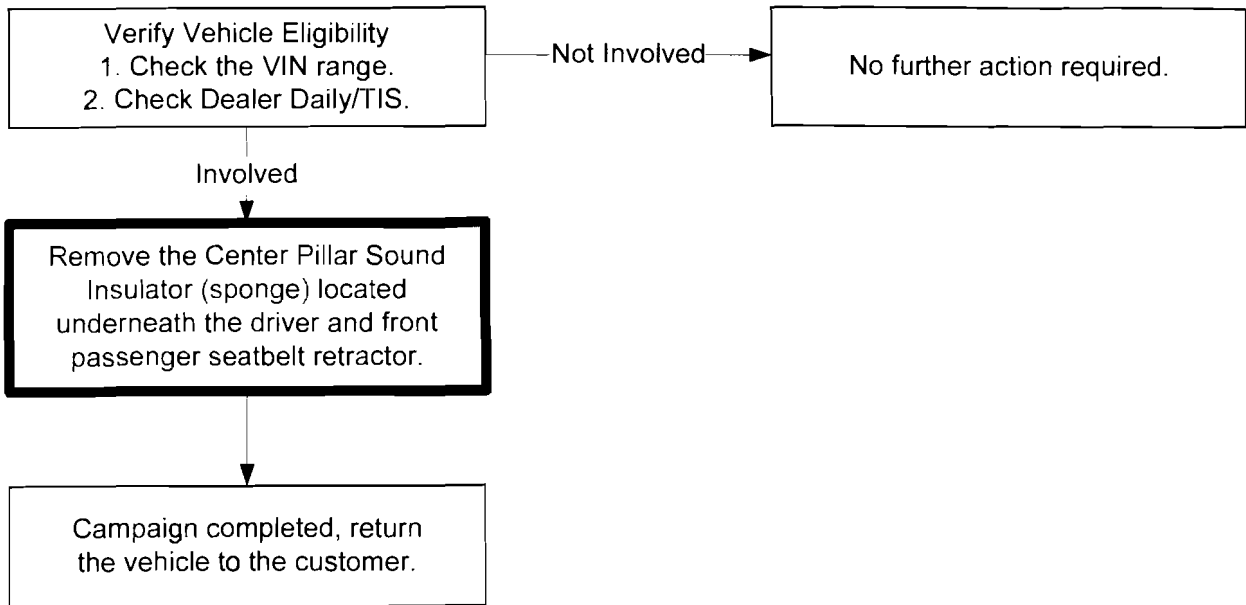 Verify Vehicle Eligibility
1. Check the VIN range.
2. Check Dealer Daily/TIS.
Not Involved
No further action required.
Involved
Remove the Center Pillar Sound
Insulator (sponge) located
underneath the driver and front
passenger seatbelt retractor.
Campaign completed, return
the vehicle to the customer.